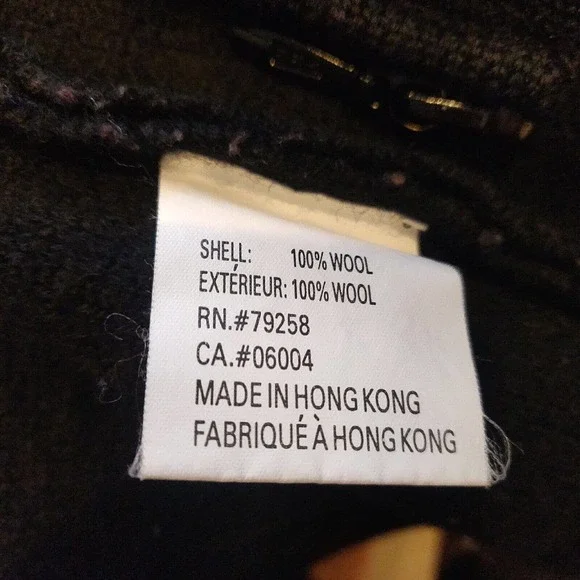 SHELL: 100% WOOL
EXTÉRIEUR: 100% WOOL
RN.#79258
CA.#06004
MADE IN HONG KONG
FABRIQUÉ À HONG KONG